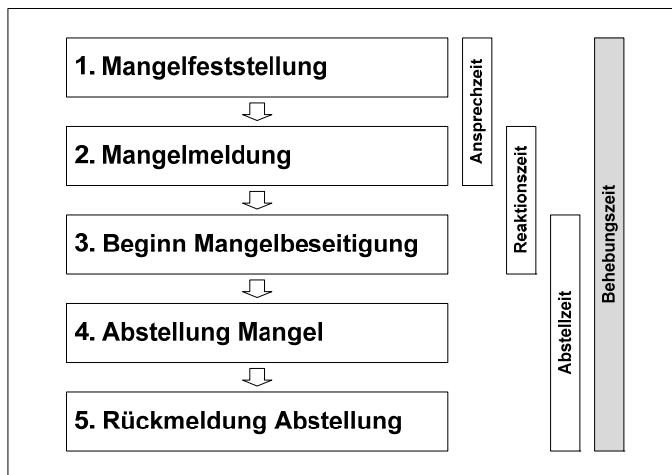 1. Mangelfeststellung
2. Mangelmeldung
3. Beginn Mangelbeseitigung
4. Abstellung Mangel
5. Rückmeldung Abstellung
Ansprechzeit
Reaktionszeit
Abstellzeit
Behebungszeit